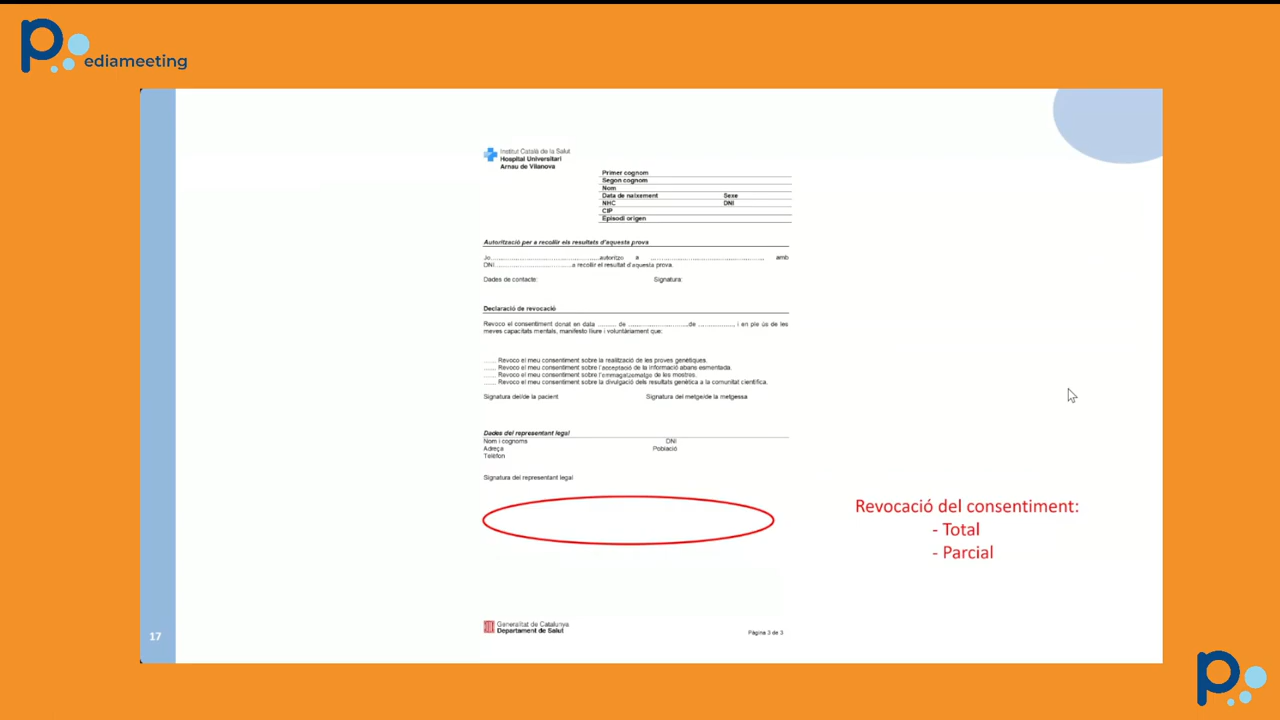 pediameeting
Institut Català de la Salut
Hospital Universitari
Arnau de Vilanova
Primer cognom
Segon cognom
Nom
Data de naixement Sexe
NHC DNI
CIP
Episodi origen
Autorització per a recollir els resultats d'aquesta prova
Jo..........................................autoritzo a ............................................, amb
DNI..............................a recollir el resultat d'aquesta prova.
Dades de contacte: Signatura:
Declaració de revocació
Revoco el consentiment donat en data ........ de ........................de ..............., i en ple ús de les
meves capacitats mentals, manifesto lliure i voluntàriament que:
..... Revoco el meu consentiment sobre la realització de les proves genètiques.
..... Revoco el meu consentiment sobre l'acceptació de la informació abans esmentada.
..... Revoco el meu consentiment sobre l'emmagatzematge de les mostres.
..... Revoco el meu consentiment sobre la divulgació dels resultats genètica a la comunitat científica.
Signatura del/de la pacient Signatura del metge/de la metgessa
Dades del representant legal
Nom i cognoms DNI
Adreça Població
Telèfon
Signatura del representant legal
Revocació del consentiment:
- Total
- Parcial
Generalitat de Catalunya
Departament de Salut
Pàgina 3 de 3
17
p